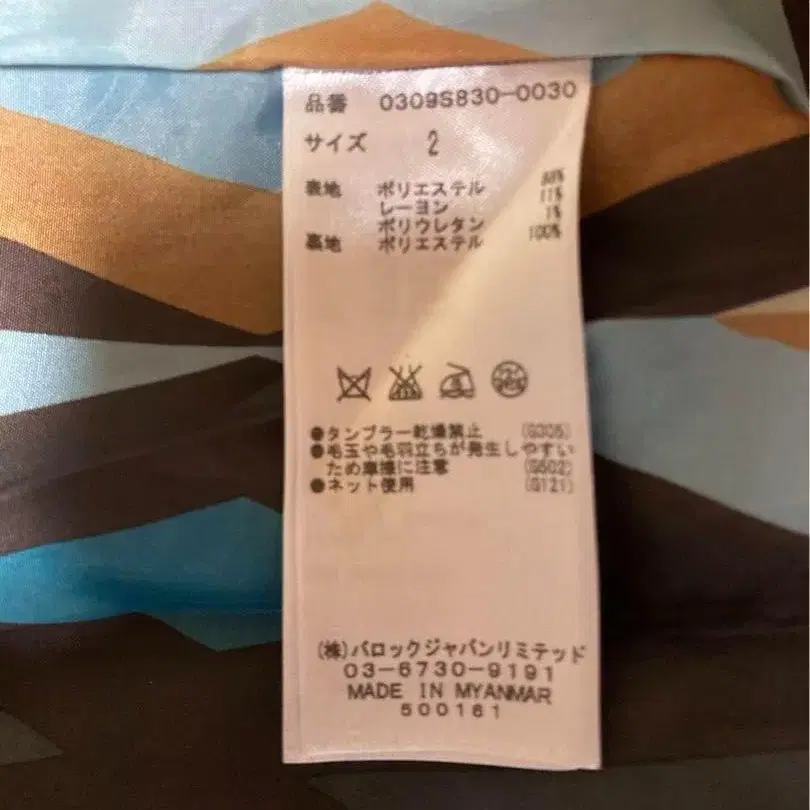 品番 0309S830-0030
サイズ 2
表地 ポリエステル 88%
レーヨン 11%
ポリウレタン 1%
裏地 ポリエステル 100%
●タンブラー乾燥禁止 (G305)
●毛玉や毛羽立ちが発生しやすい
ため摩擦に注意 (G502)
●ネット使用 (G121)
(株)バロックジャパンリミテッド
03-6730-9191
MADE IN MYANMAR
500161